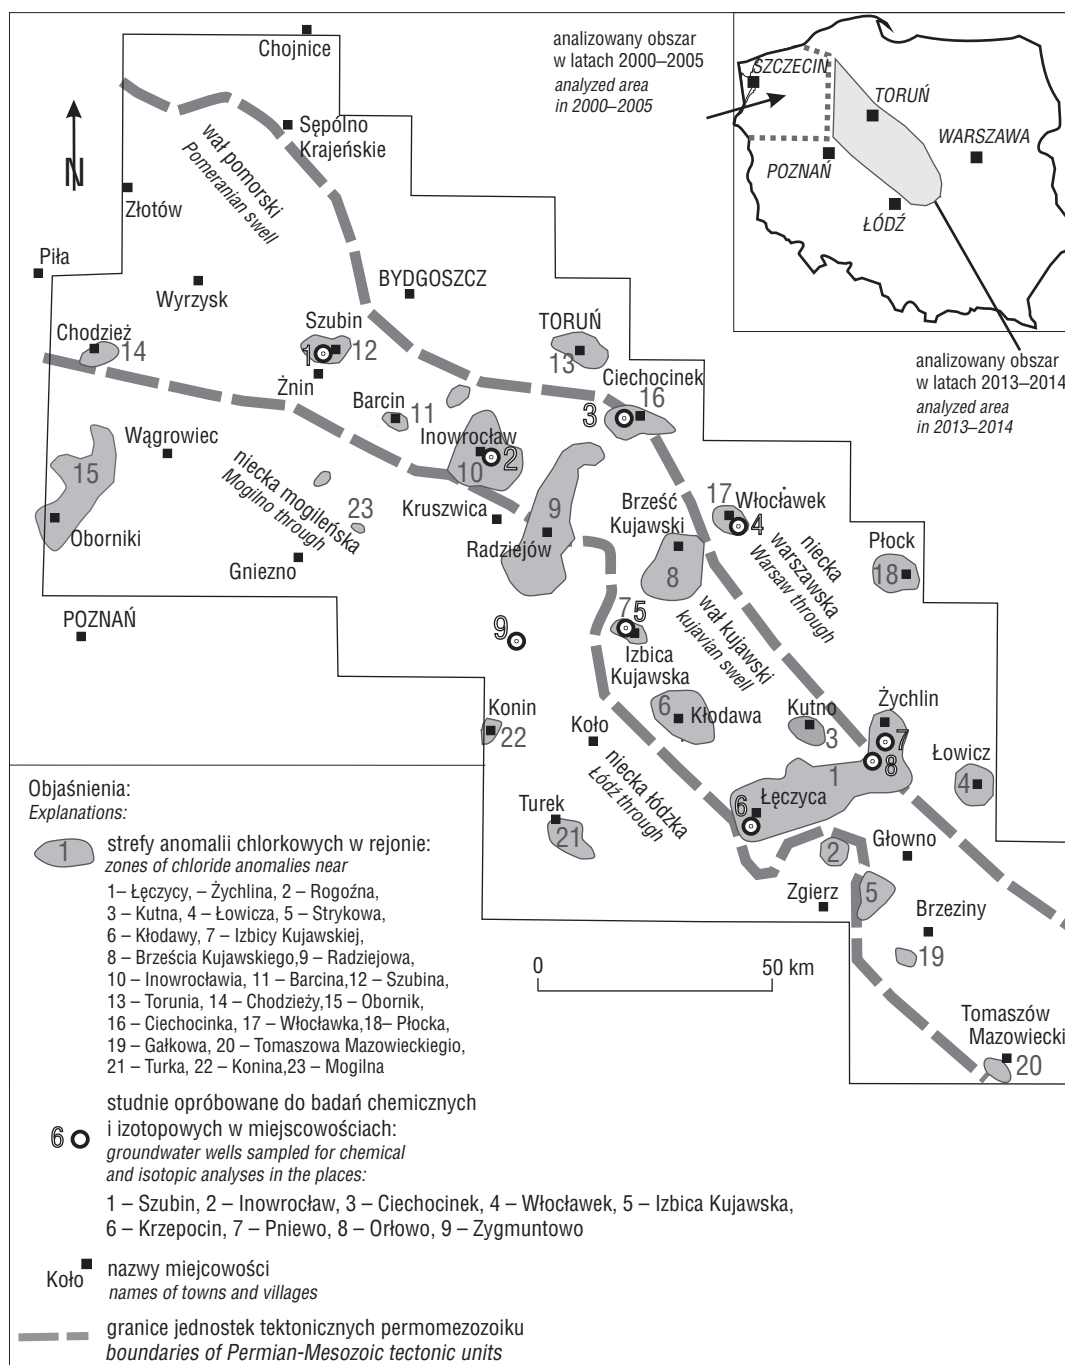 Chojnice
Sępólno
Krajeńskie
wał pomorski
Pomeranian swell
N
Złotów
Piła
Wyrzysk
BYDGOSZCZ
analizowany obszar
w latach 2000–2005
analyzed area
in 2000–2005
SZCZECIN
TORUŃ
WARSZAWA
POZNAŃ
ŁÓDŹ
analizowany obszar
w latach 2013–2014
analyzed area
in 2013–2014
Chodzież
14
Szubin
1
12
Żnin
TORUŃ
13
Ciechocinek
3
16
Barcin
11
Inowrocław
10
2
Wągrowiec
15
Oborniki
niecka mogileńska
Mogilno through
23
Gniezno
Kruszwica
9
Radziejów
Brześć
Kujawski
8
17
Włocławek
4
niecka
warszawska
Warsaw through
Płock
18
POZNAŃ
9
7
5
Izbica
Kujawska
wał kujawski
kujavian swell
Konin
22
Koło
6
Kłodawa
Kutno
3
Żychlin
7
8
1
Łowicz
4
niecka łódzka
Łódź through
Turek
21
6
Łęczyca
2
Głowno
Zgierz
5
Brzeziny
19
0
50 km
Tomaszów
Mazowiecki
20
Objaśnienia:
Explanations:
1
strefy anomalii chlorkowych w rejonie:
zones of chloride anomalies near
1– Łęczycy, – Żychlina, 2 – Rogoźna,
3 – Kutna, 4 – Łowicza, 5 – Strykowa,
6 – Kłodawy, 7 – Izbicy Kujawskiej,
8 – Brześcia Kujawskiego,9 – Radziejowa,
10 – Inowrocławia, 11 – Barcina,12 – Szubina,
13 – Torunia, 14 – Chodzieży,15 – Obornik,
16 – Ciechocinka, 17 – Włocławka,18– Płocka,
19 – Gałkowa, 20 – Tomaszowa Mazowieckiegio,
21 – Turka, 22 – Konina,23 – Mogilna
6
studnie opróbowane do badań chemicznych
i izotopowych w miejscowościach:
groundwater wells sampled for chemical
and isotopic analyses in the places:
1 – Szubin, 2 – Inowrocław, 3 – Ciechocinek, 4 – Włocławek, 5 – Izbica Kujawska,
6 – Krzepocin, 7 – Pniewo, 8 – Orłowo, 9 – Zygmuntowo
Koło
nazwy miejcowości
names of towns and villages
granice jednostek tektonicznych permomezozoiku
boundaries of Permian-Mesozoic tectonic units